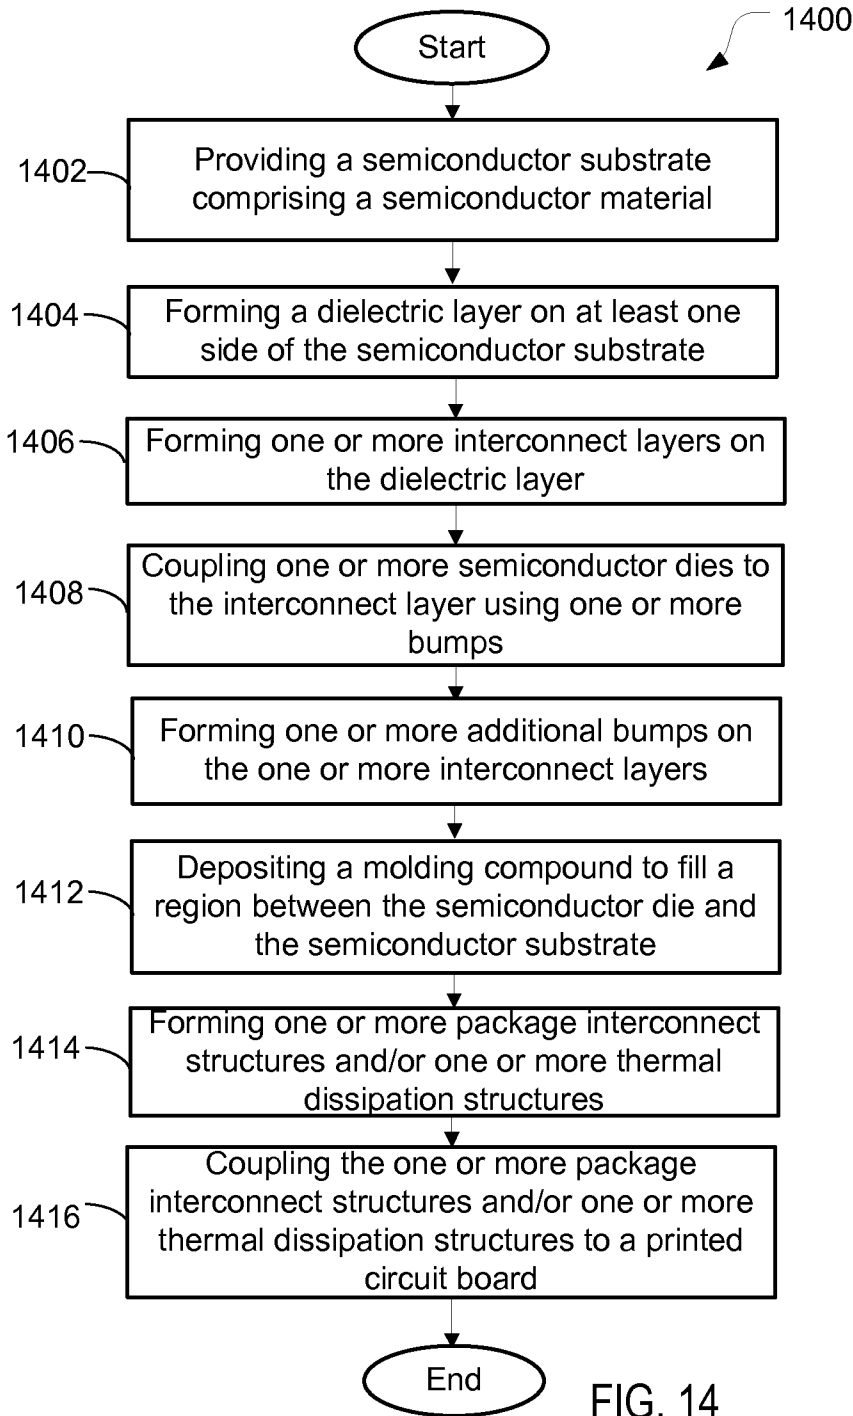 1400
Start
1402
Providing a semiconductor substrate
comprising a semiconductor material
1404
Forming a dielectric layer on at least one
side of the semiconductor substrate
1406
Forming one or more interconnect layers on
the dielectric layer
1408
Coupling one or more semiconductor dies to
the interconnect layer using one or more
bumps
1410
Forming one or more additional bumps on
the one or more interconnect layers
1412
Depositing a molding compound to fill a
region between the semiconductor die and
the semiconductor substrate
1414
Forming one or more package interconnect
structures and/or one or more thermal
dissipation structures
1416
Coupling the one or more package
interconnect structures and/or one or more
thermal dissipation structures to a printed
circuit board
End
FIG. 14